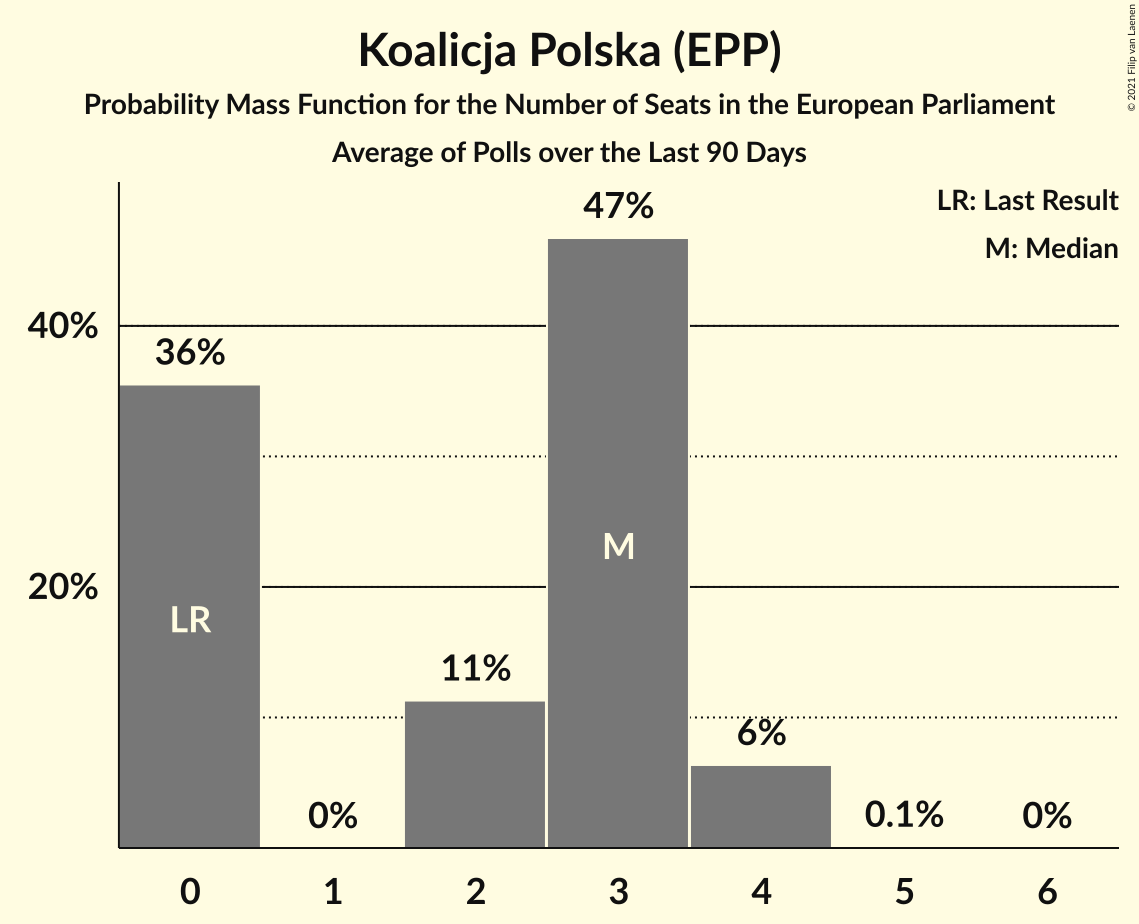 Koalicja Polska (EPP)
Probability Mass Function for the Number of Seats in the European Parliament
Average of Polls over the Last 90 Days
© 2021 Filip van Laenen
LR: Last Result
M: Median
47%
40%
36%
M
20%
LR
11%
6%
0%
0.1%
0%
0 1 2 3 4 5 6